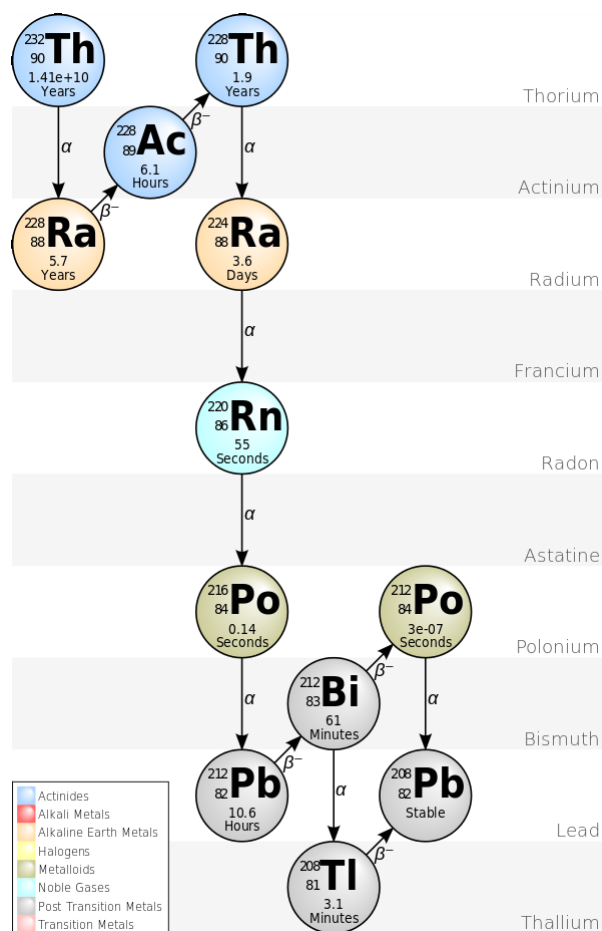 232
90
Th
1.41e+10
Years
228
90
Th
1.9
Years
Thorium
α
β⁻
228
89
Ac
6.1
Hours
α
Actinium
β⁻
228
88
Ra
5.7
Years
224
88
Ra
3.6
Days
Radium
α
Francium
220
86
Rn
55
Seconds
Radon
α
Astatine
216
84
Po
0.14
Seconds
212
84
Po
3e-07
Seconds
Polonium
α
β⁻
212
83
Bi
61
Minutes
α
Bismuth
β⁻
212
82
Pb
10.6
Hours
α
208
82
Pb
Stable
Lead
β⁻
208
81
Tl
3.1
Minutes
Thallium
Actinides
Alkali Metals
Alkaline Earth Metals
Halogens
Metalloids
Noble Gases
Post Transition Metals
Transition Metals